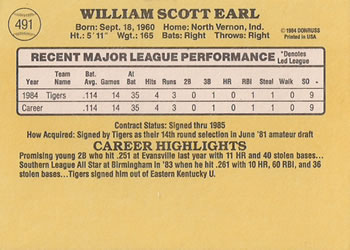 491
WILLIAM SCOTT EARL
© 1984 DONRUSS
Printed in USA
Born: Sept. 18, 1960 Home: North Vernon, Ind.
Ht.: 5'11" Wgt.: 165 Bats: Right Throws: Right
RECENT MAJOR LEAGUE PERFORMANCE
*Denotes Led League
Year Team Name Bat. Avg. Games At Bat Hits Runs 2B 3B HR RBI Steals Walk SO
1984 Tigers .114 14 35 4 3 0 1 0 1 1 0 9
Career .114 14 35 4 3 0 1 0 1 1 0 9
Contract Status: Signed thru 1985
How Acquired: Signed by Tigers as their 14th round selection in June '81 amateur draft
CAREER HIGHLIGHTS
Promising young 2B who hit .251 at Evansville last year with 11 HR and 40 stolen bases...
Southern League All Star at Birmingham in '83 when he hit .261 with 10 HR, 60 RBI, and 36
stolen bases...Tigers signed him out of Eastern Kentucky U.